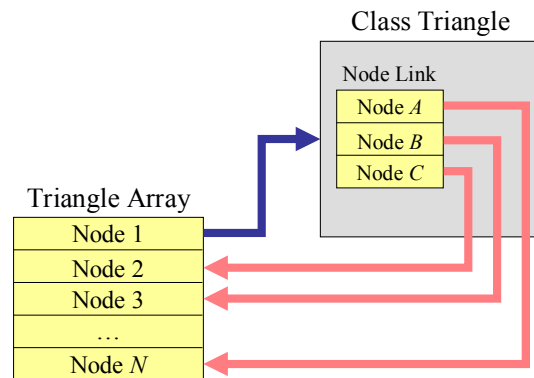 Class Triangle
Node Link
Node A
Node B
Node C
Triangle Array
Node 1
Node 2
Node 3
…
Node N